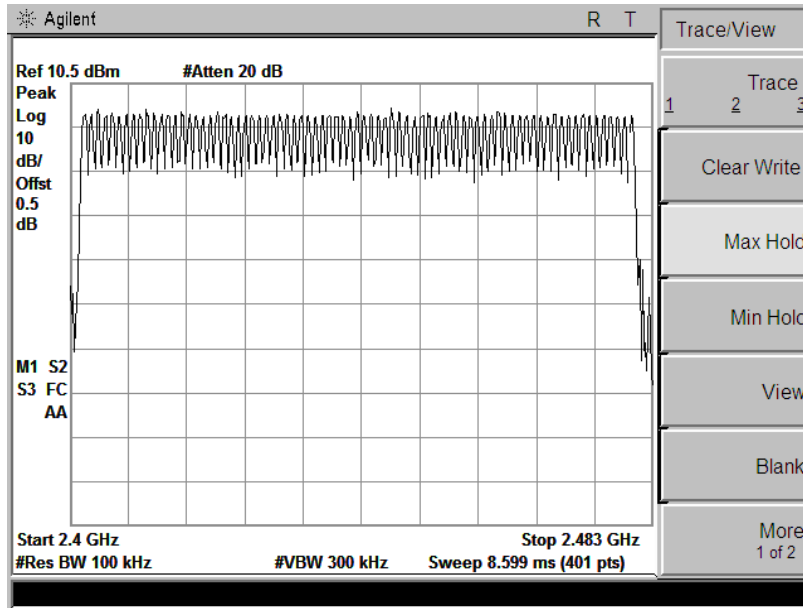 Agilent R T
Trace/View
Ref 10.5 dBm #Atten 20 dB
Peak
Log
10
dB/
Offst
0.5
dB
M1 S2
S3 FC
AA
Start 2.4 GHz Stop 2.483 GHz
#Res BW 100 kHz #VBW 300 kHz Sweep 8.599 ms (401 pts)
Trace
1 2 3
Clear Write
Max Hold
Min Hold
View
Blank
More
1 of 2